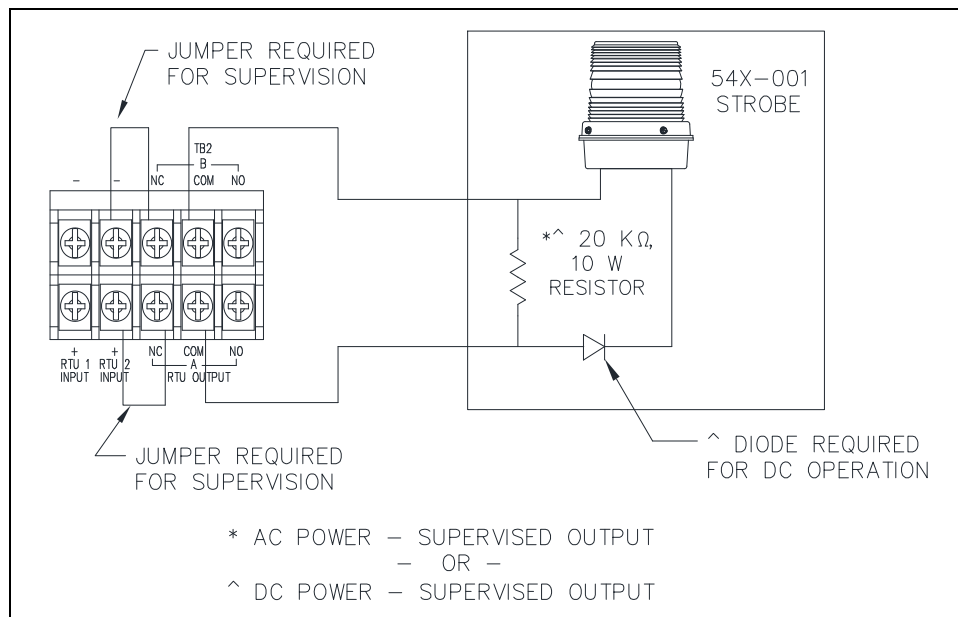 JUMPER REQUIRED
FOR SUPERVISION
54X-001
STROBE
TB2
B
- - NC COM NO
*^ 20 KΩ,
10 W
RESISTOR
+ + NC COM NO
RTU 1 RTU 2 A
INPUT INPUT RTU OUTPUT
JUMPER REQUIRED
FOR SUPERVISION
^ DIODE REQUIRED
FOR DC OPERATION
* AC POWER – SUPERVISED OUTPUT
– OR –
^ DC POWER – SUPERVISED OUTPUT